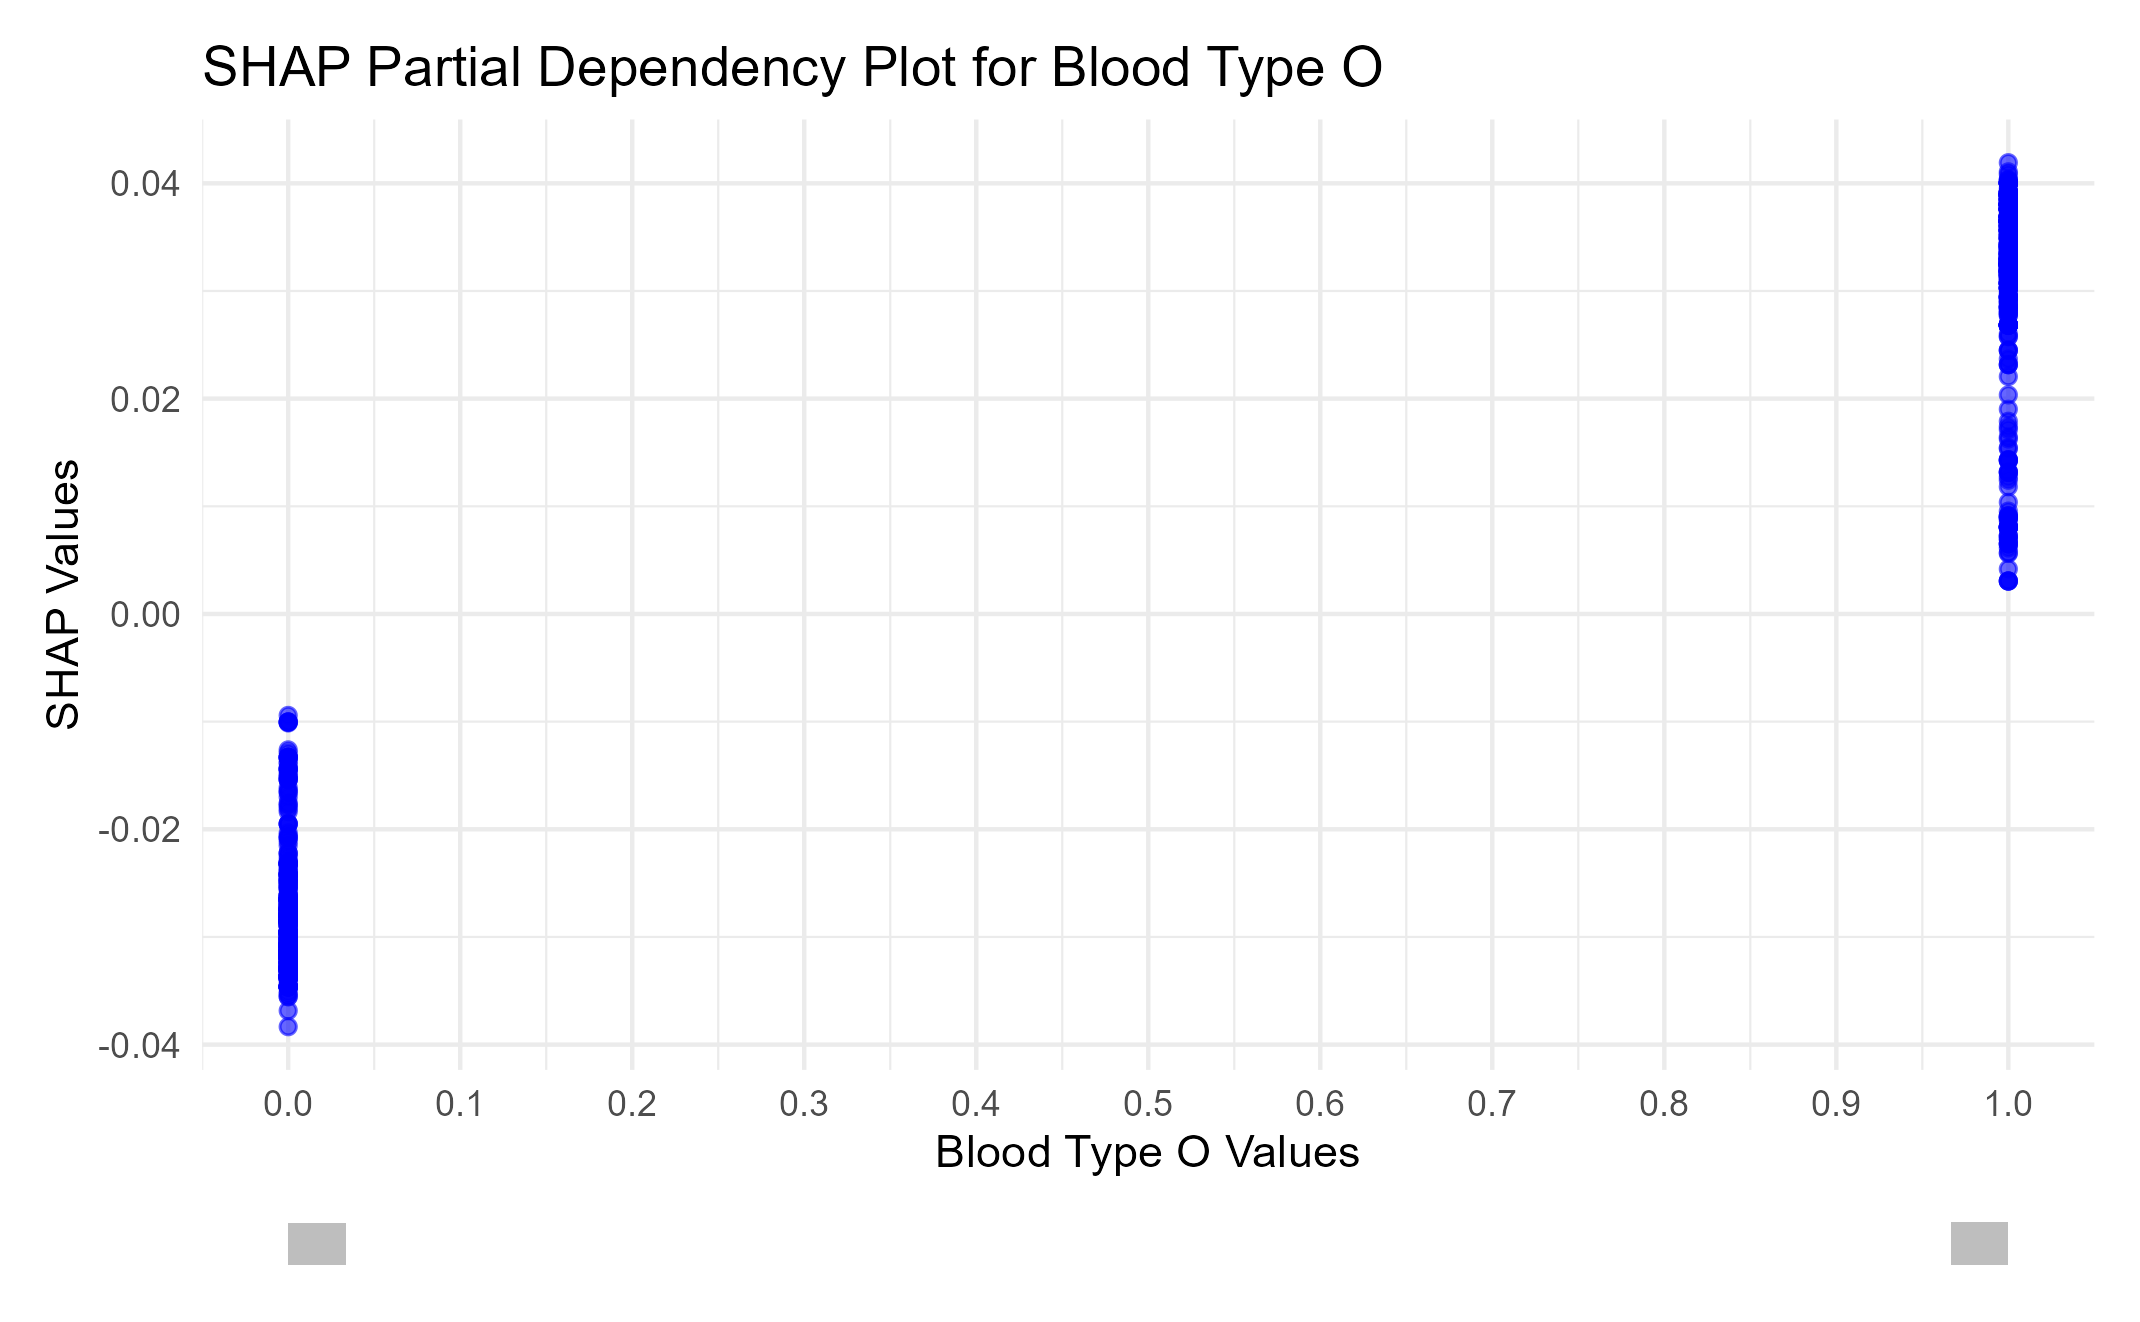 SHAP Partial Dependency Plot for Blood Type O
SHAP Values
0.04
0.02
0.00
-0.02
-0.04
0.0 0.1 0.2 0.3 0.4 0.5 0.6 0.7 0.8 0.9 1.0
Blood Type O Values